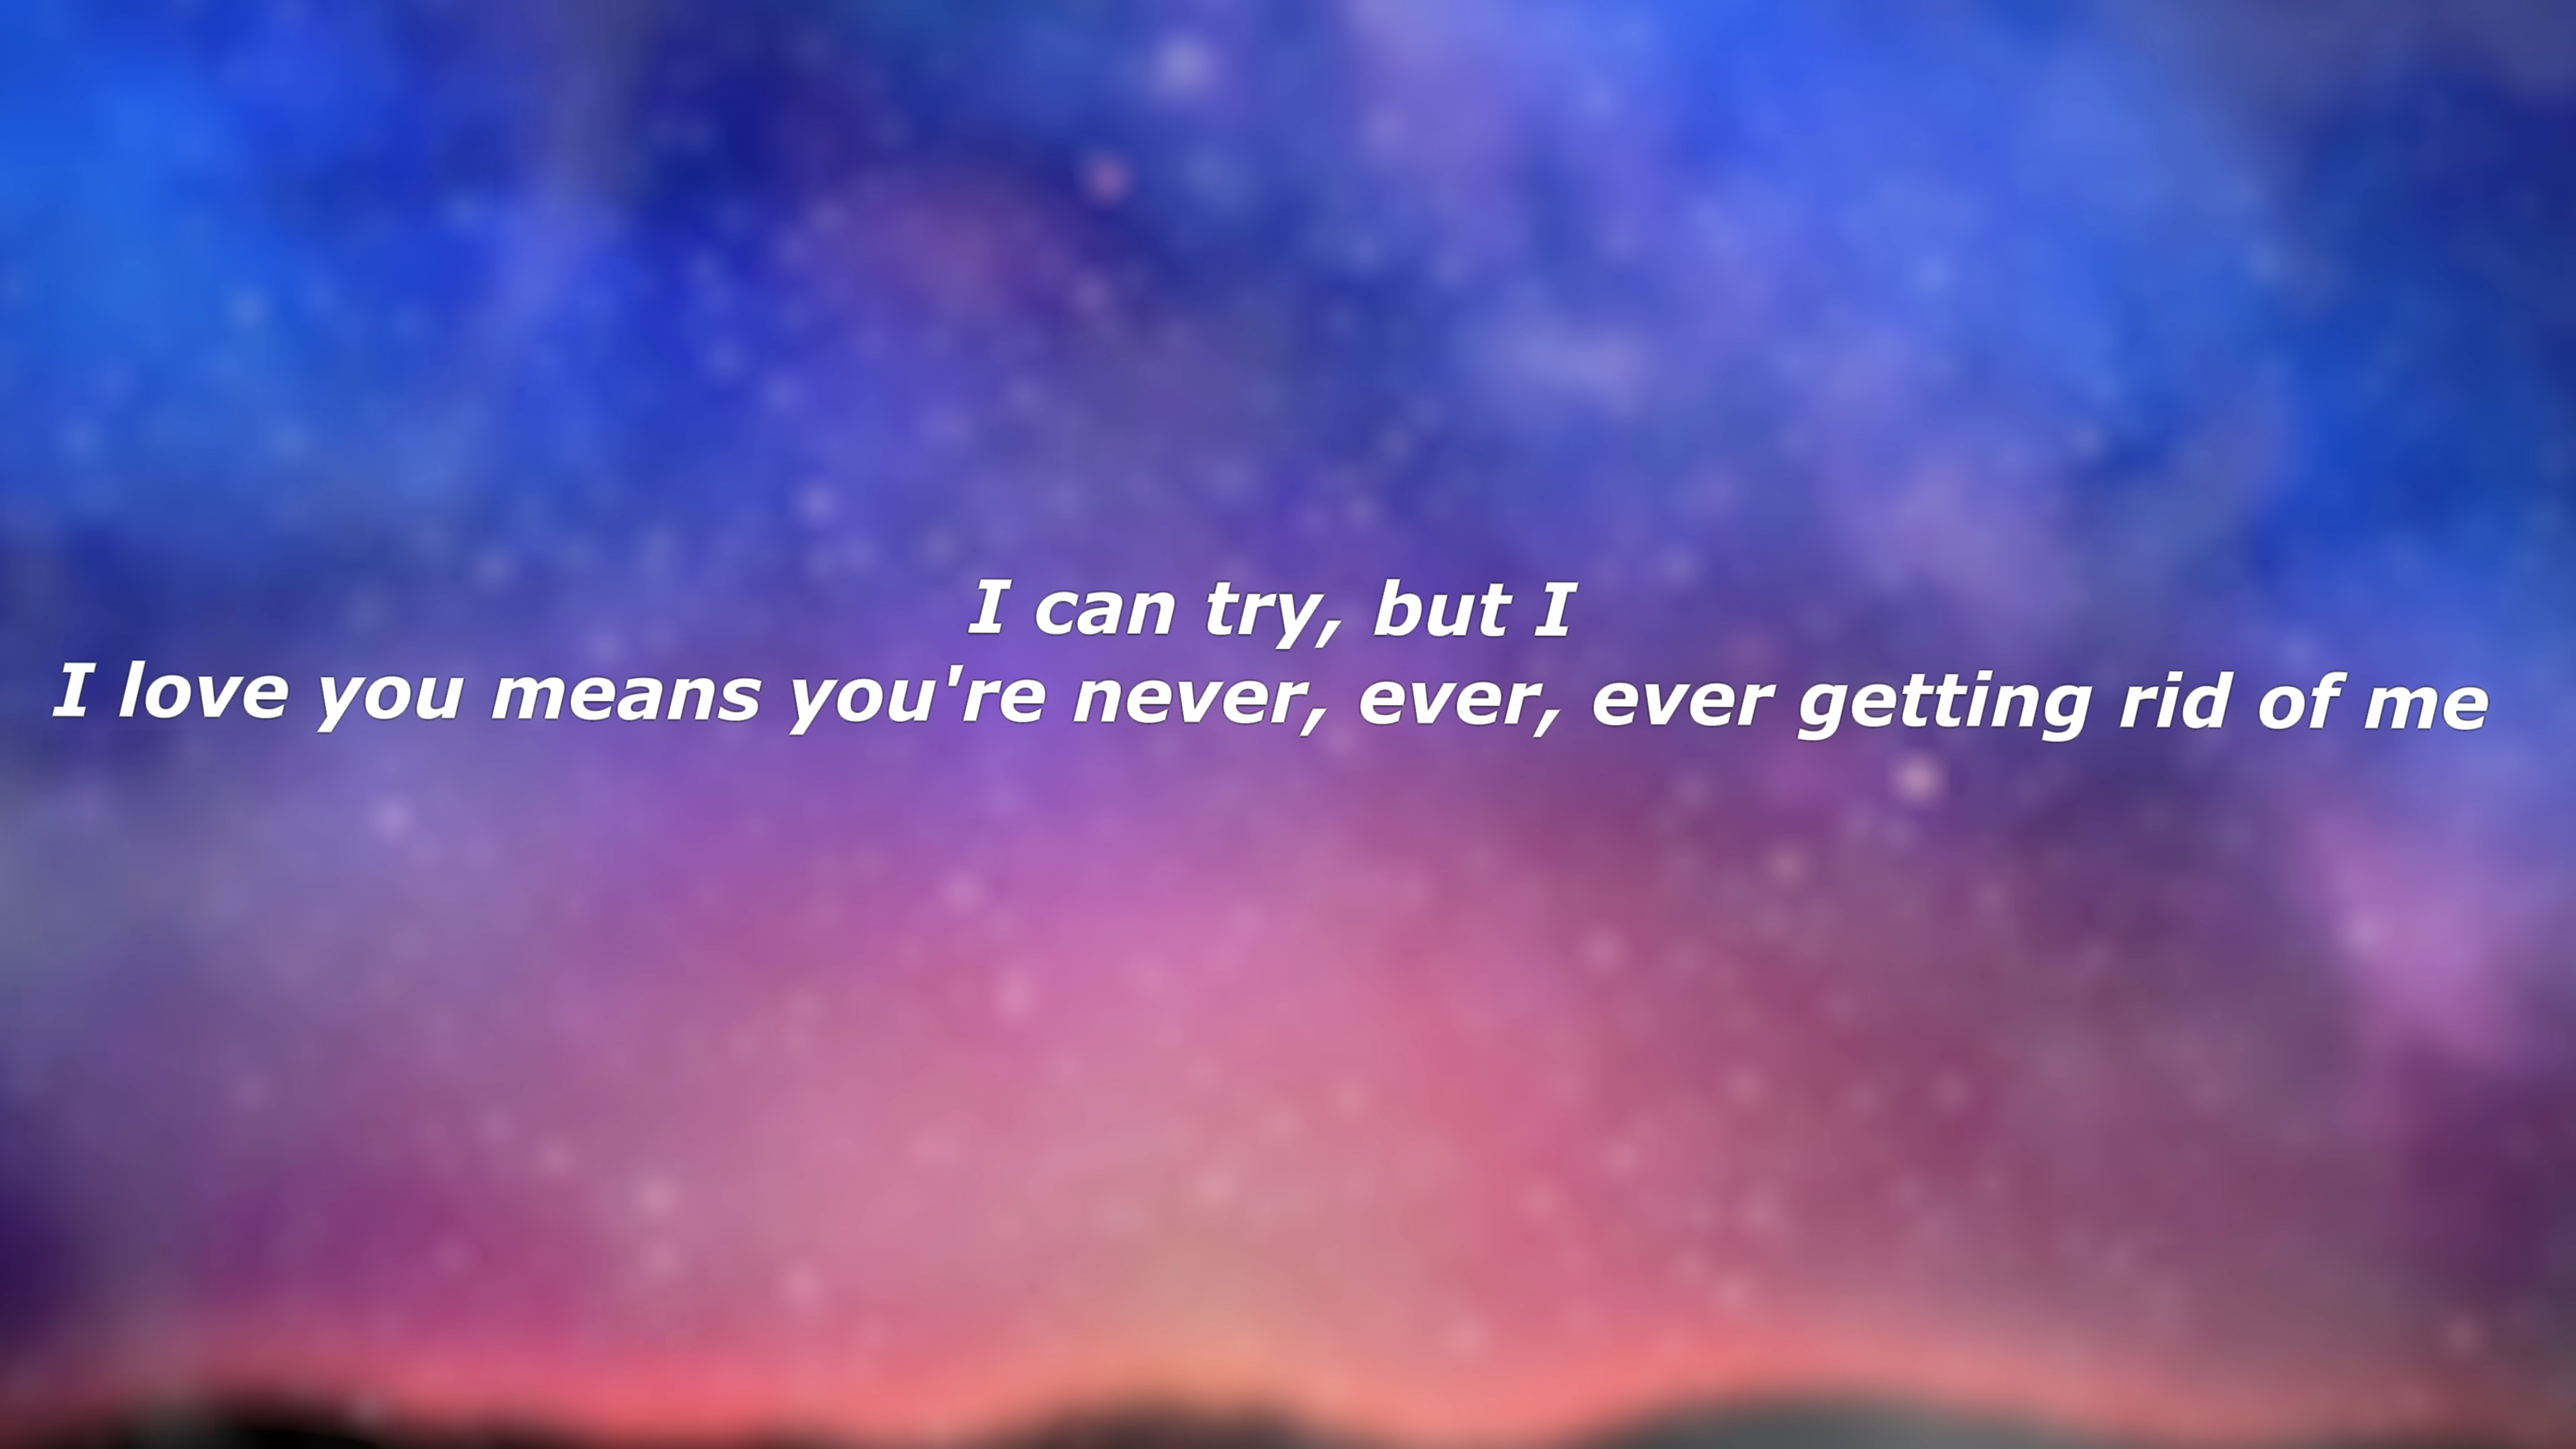 I can try, but I
I love you means you're never, ever, ever getting rid of me